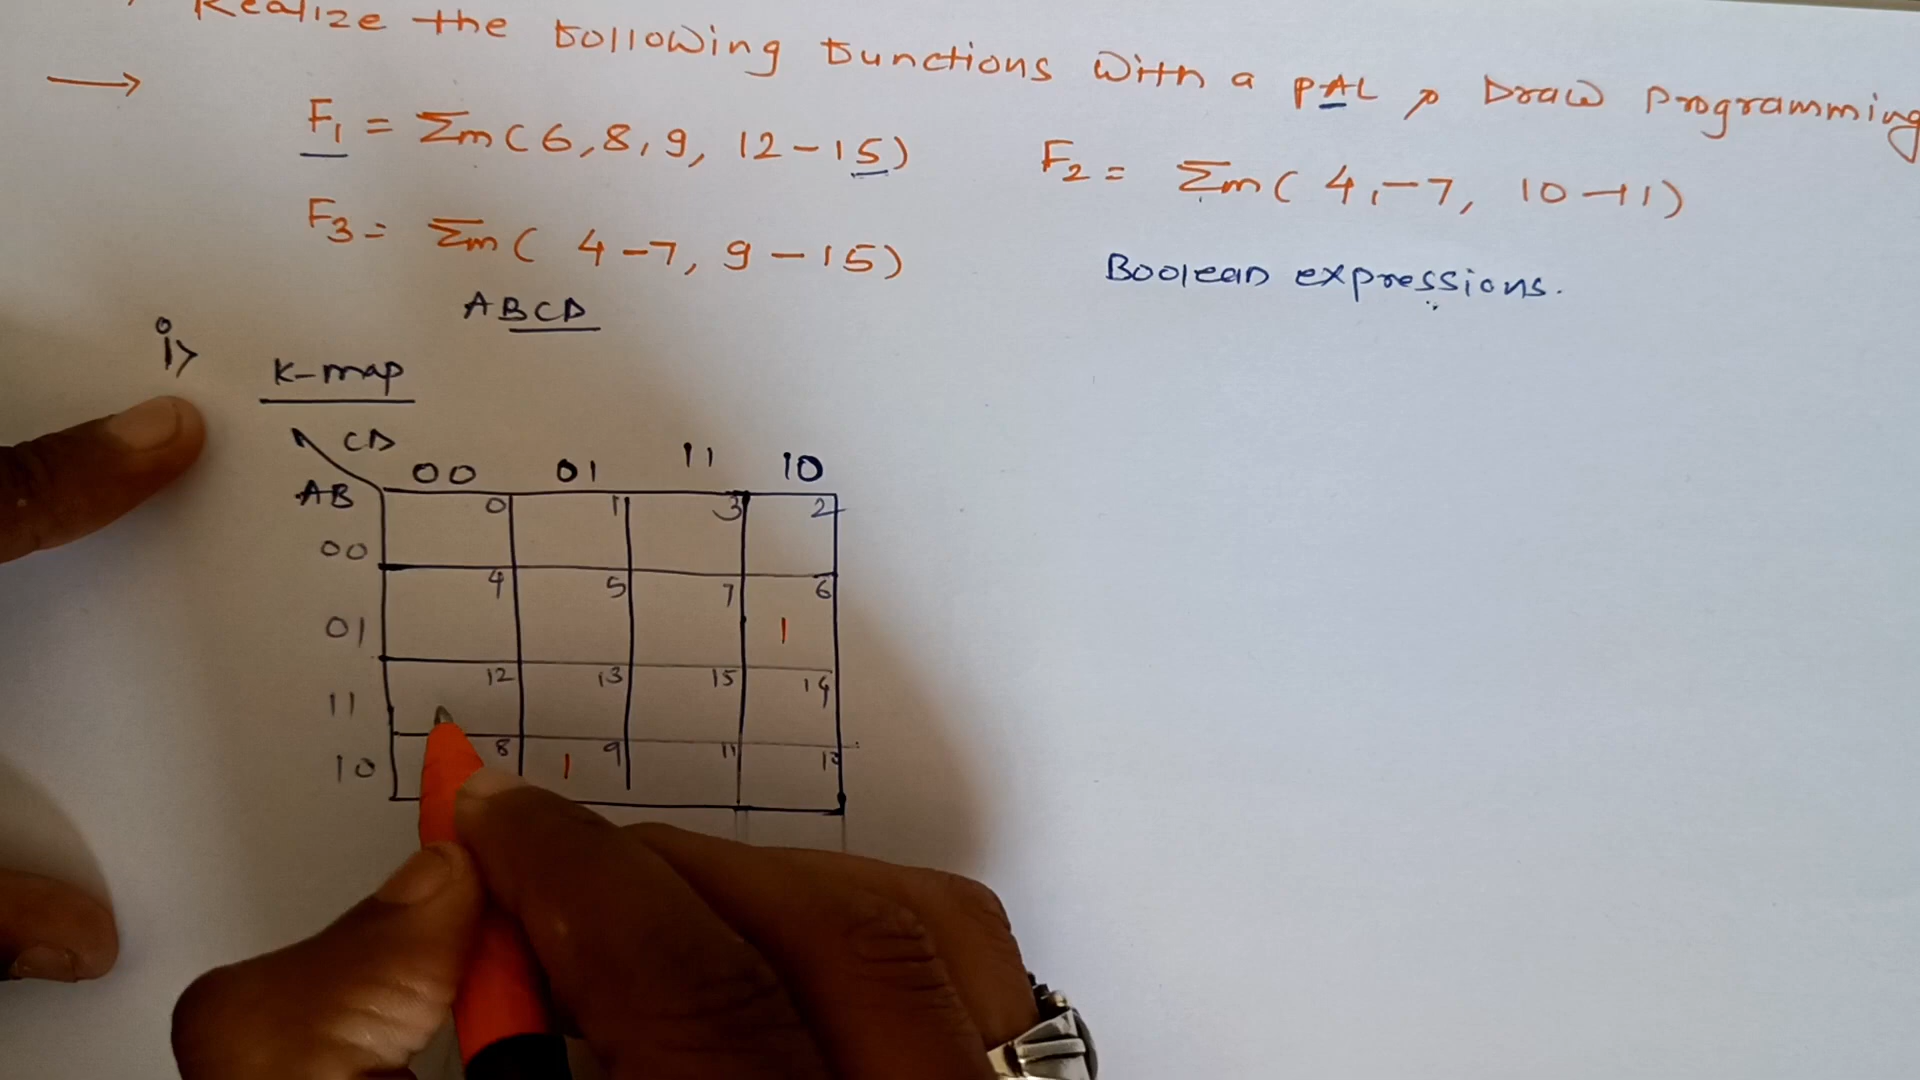 Realize the following functions with a PAL, Draw Programming
→ F1 = Σm(6,8,9, 12-15) F2 = Σm(4,-7, 10-11)
F3 = Σm(4-7, 9-15)
Boolean expressions.
ABCD
i>
K-map
CD
00 01 11 10
AB
0 1 3 2
00
4 5 7 6
01 1
12 13 15 14
11
8 9 11 10
10 1